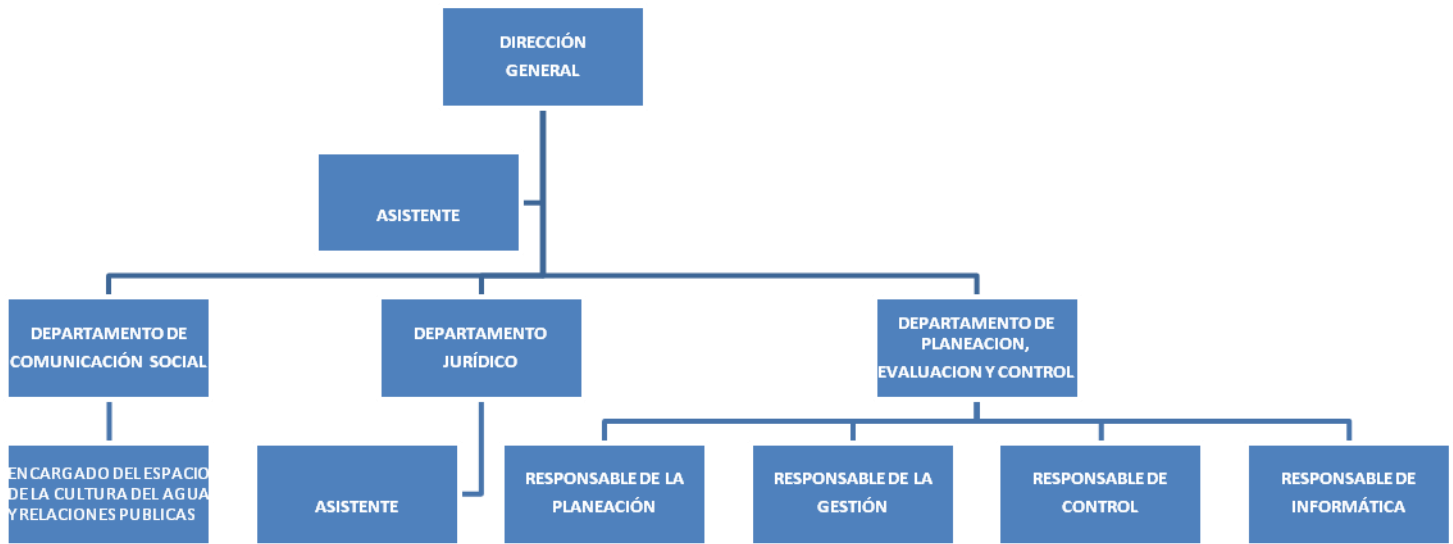 DIRECCIÓN
GENERAL
ASISTENTE
DEPARTAMENTO DE
COMUNICACIÓN SOCIAL
DEPARTAMENTO
JURÍDICO
DEPARTAMENTO DE
PLANEACION,
EVALUACION Y CONTROL
ENCARGADO DEL ESPACIO
DE LA CULTURA DEL AGUA
Y RELACIONES PUBLICAS
ASISTENTE
RESPONSABLE DE LA
PLANEACIÓN
RESPONSABLE DE LA
GESTIÓN
RESPONSABLE DE
CONTROL
RESPONSABLE DE
INFORMÁTICA